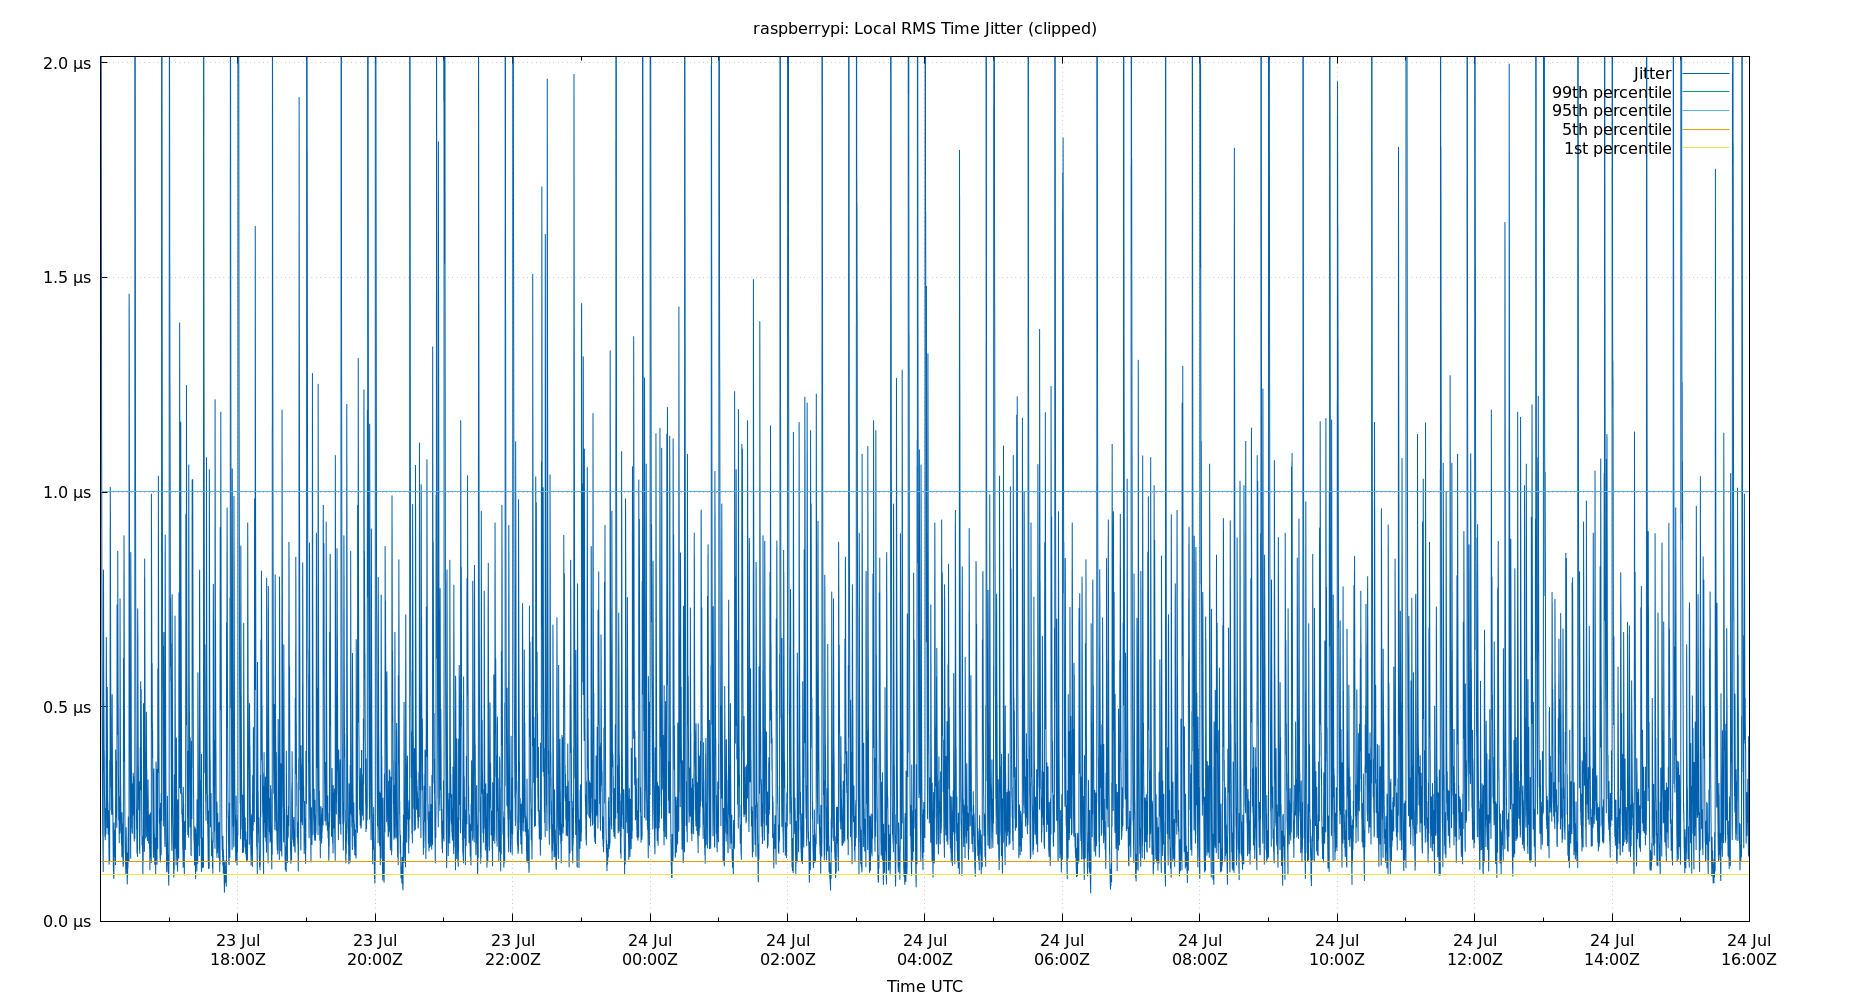 raspberrypi: Local RMS Time Jitter (clipped)
2.0 µs
1.5 µs
1.0 µs
0.5 µs
0.0 µs
Jitter
99th percentile
95th percentile
5th percentile
1st percentile
23 Jul 23 Jul 23 Jul 24 Jul 24 Jul 24 Jul 24 Jul 24 Jul 24 Jul 24 Jul 24 Jul 24 Jul
18:00Z 20:00Z 22:00Z 00:00Z 02:00Z 04:00Z 06:00Z 08:00Z 10:00Z 12:00Z 14:00Z 16:00Z
Time UTC